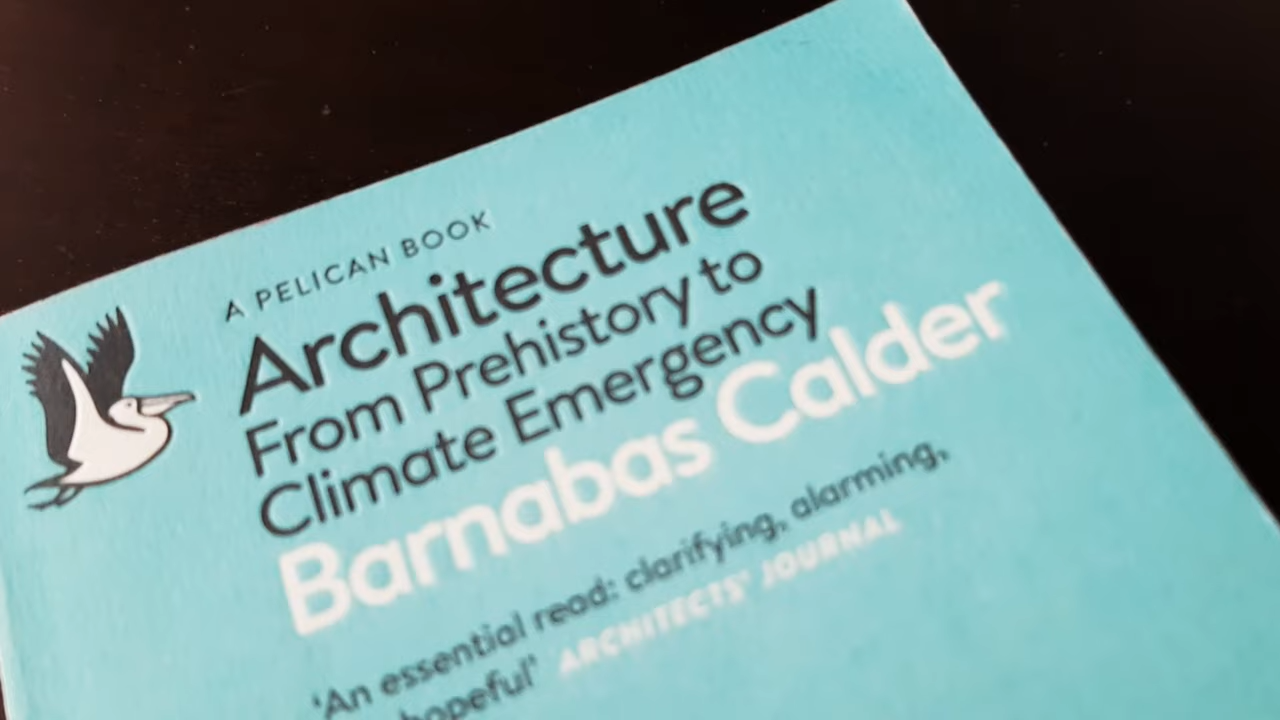 A PELICAN BOOK
Architecture
From Prehistory to
Climate Emergency
Barnabas Calder
‘An essential read: clarifying, alarming,
hopeful’ ARCHITECTS’ JOURNAL